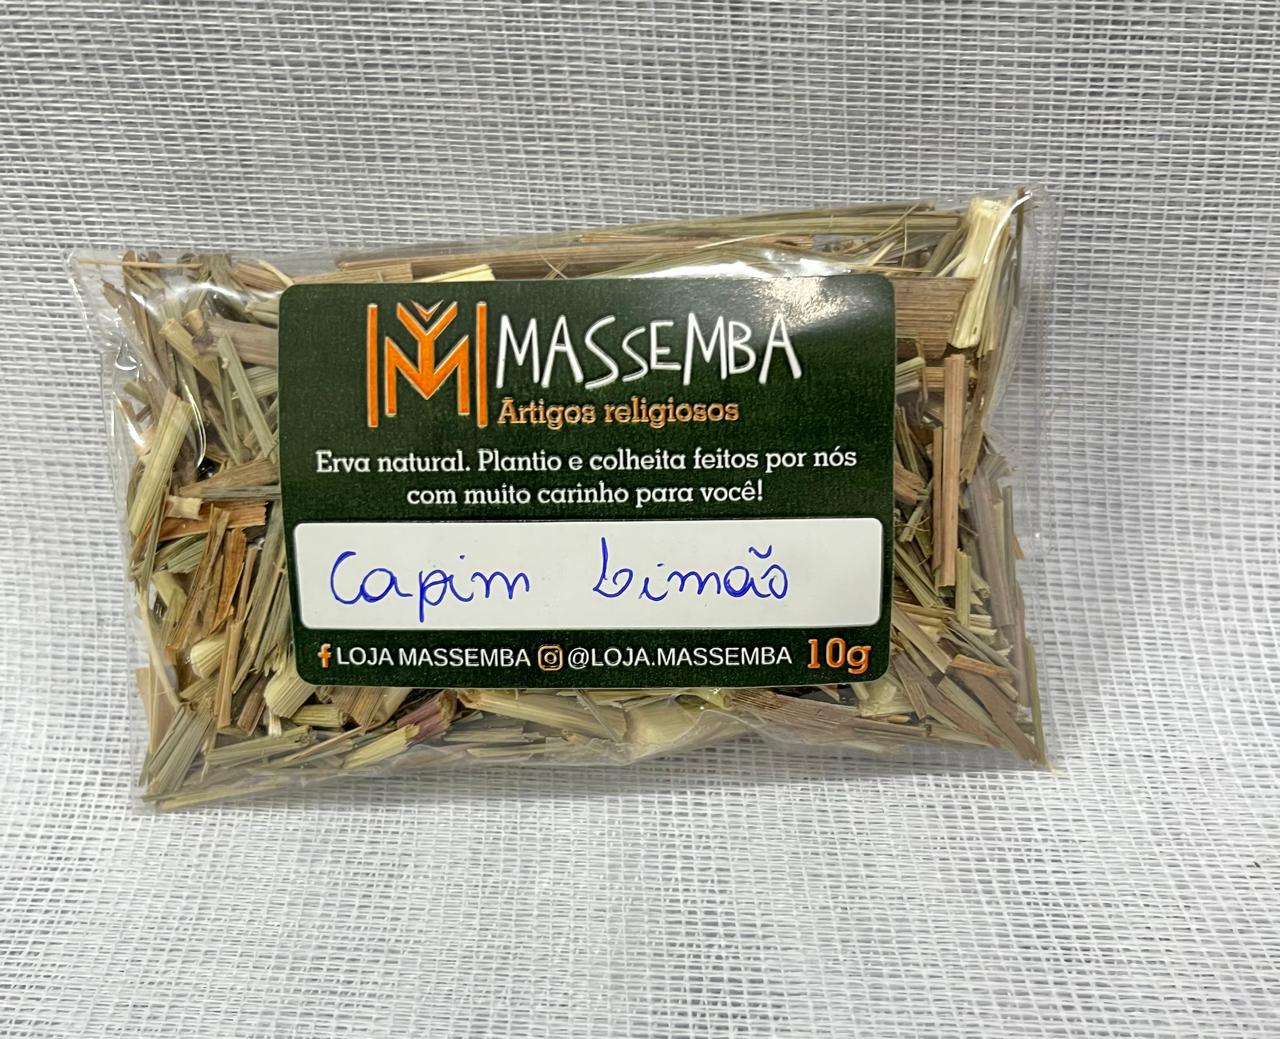 MASSEMBA
Artigos religiosos
Erva natural. Plantio e colheita feitos por nós
com muito carinho para você!
Capim Limão
LOJA MASSEMBA @LOJA.MASSEMBA 10g